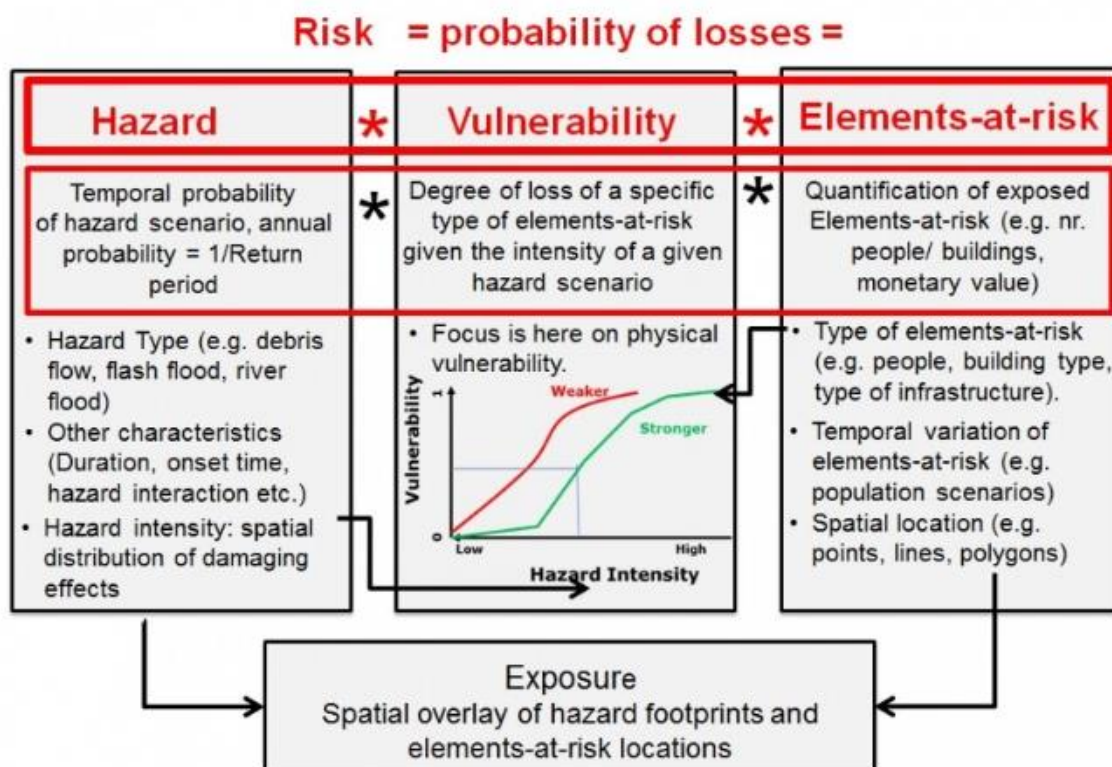 Risk = probability of losses =
Hazard * Vulnerability * Elements-at-risk
Temporal probability
of hazard scenario, annual
probability = 1/Return
period
*
Degree of loss of a specific
type of elements-at-risk
given the intensity of a given
hazard scenario
*
Quantification of exposed
Elements-at-risk (e.g. nr.
people/ buildings,
monetary value)
• Hazard Type (e.g. debris
flow, flash flood, river
flood)
• Other characteristics
(Duration, onset time,
hazard interaction etc.)
• Hazard intensity: spatial
distribution of damaging
effects
• Focus is here on physical
vulnerability.
Vulnerability
1
0
Weaker
Stronger
Low
High
Hazard Intensity
• Type of elements-at-risk
(e.g. people, building type,
type of infrastructure).
• Temporal variation of
elements-at-risk (e.g.
population scenarios)
• Spatial location (e.g.
points, lines, polygons)
Exposure
Spatial overlay of hazard footprints and
elements-at-risk locations